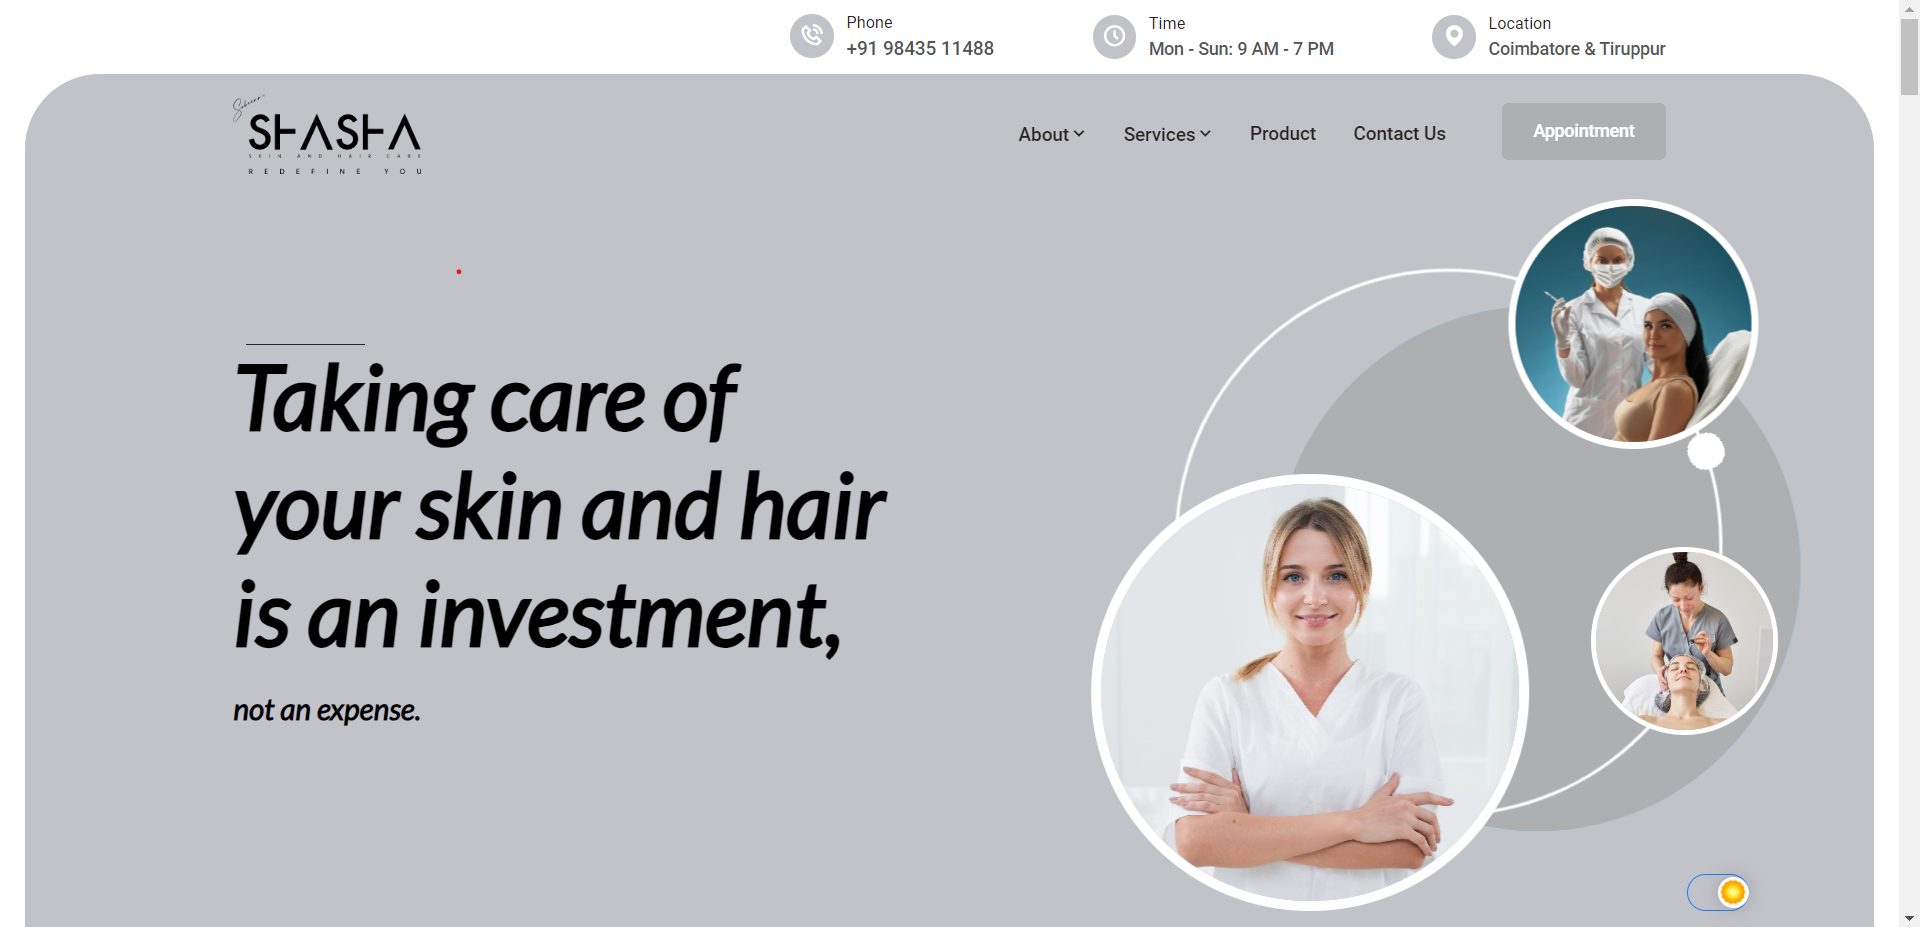 Phone
+91 98435 11488
Time
Mon - Sun: 9 AM - 7 PM
Location
Coimbatore & Tiruppur
SHASHA
SKIN AND HAIR CARE
REDEFINE YOU
About
Services
Product
Contact Us
Appointment
Taking care of
your skin and hair
is an investment,
not an expense.